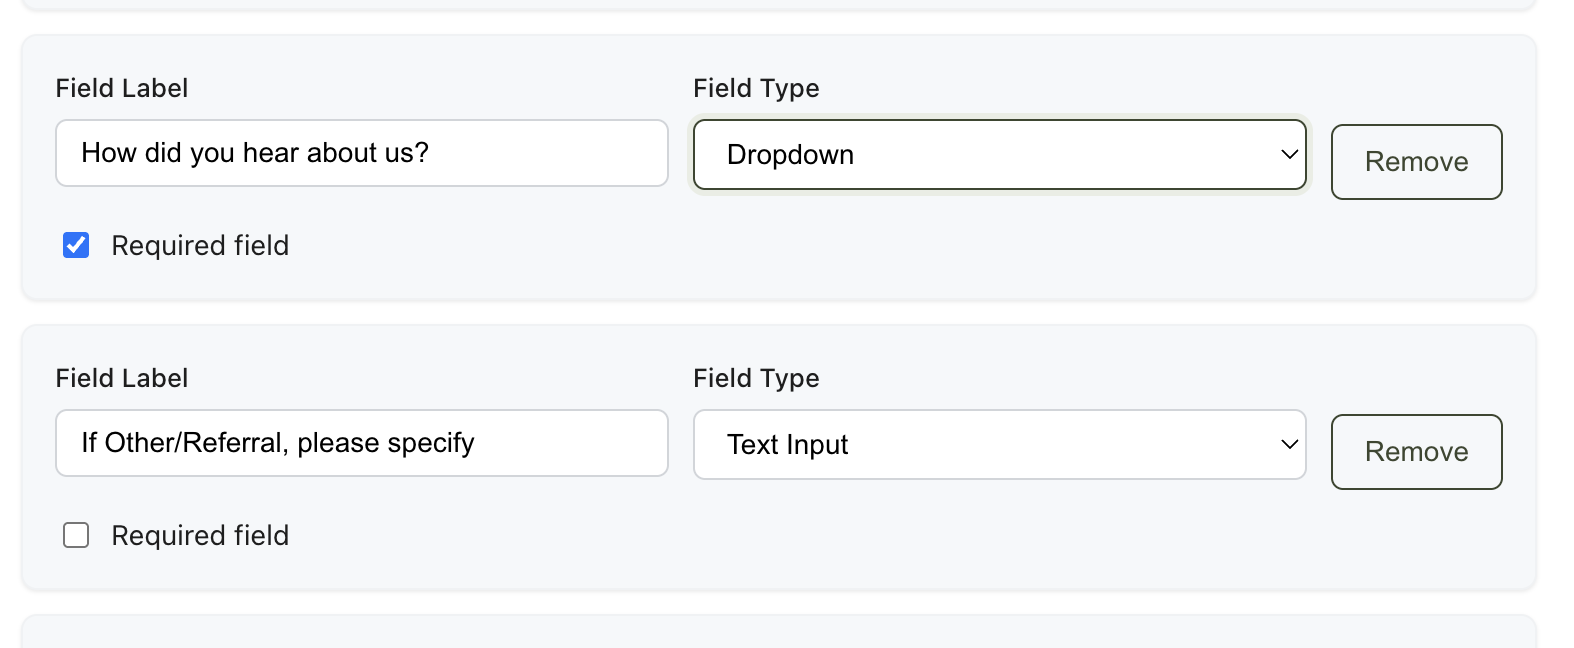 Field Label
Field Type
How did you hear about us?
Dropdown
Remove
Required field
Field Label
Field Type
If Other/Referral, please specify
Text Input
Remove
Required field